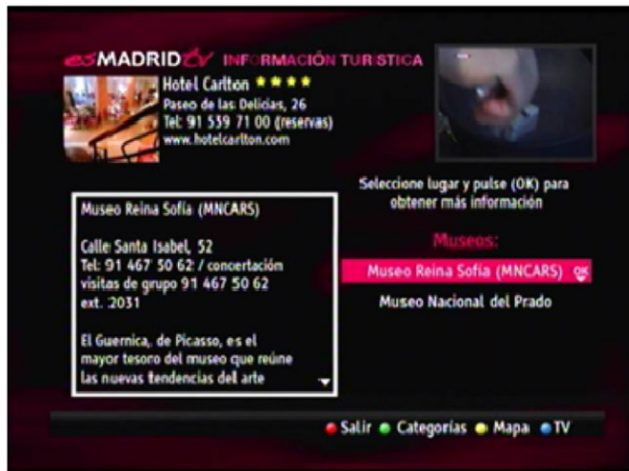 esMADRIDtv INFORMACIÓN TURISTICA
Hotel Carlton ****
Paseo de las Delicias, 26
Tel: 91 539 71 00 (reservas)
www.hotelcarlton.com
Seleccione lugar y pulse (OK) para
obtener más información
Museo Reina Sofía (MNCARS)
Calle Santa Isabel, 52
Tel: 91 467 50 62 / concertación
visitas de grupo 91 467 50 62
ext. 2031
El Guernica, de Picasso, es el
mayor tesoro del museo que reúne
las nuevas tendencias del arte
Museos:
Museo Reina Sofía (MNCARS) OK
Museo Nacional del Prado
Salir Categorías Mapa TV